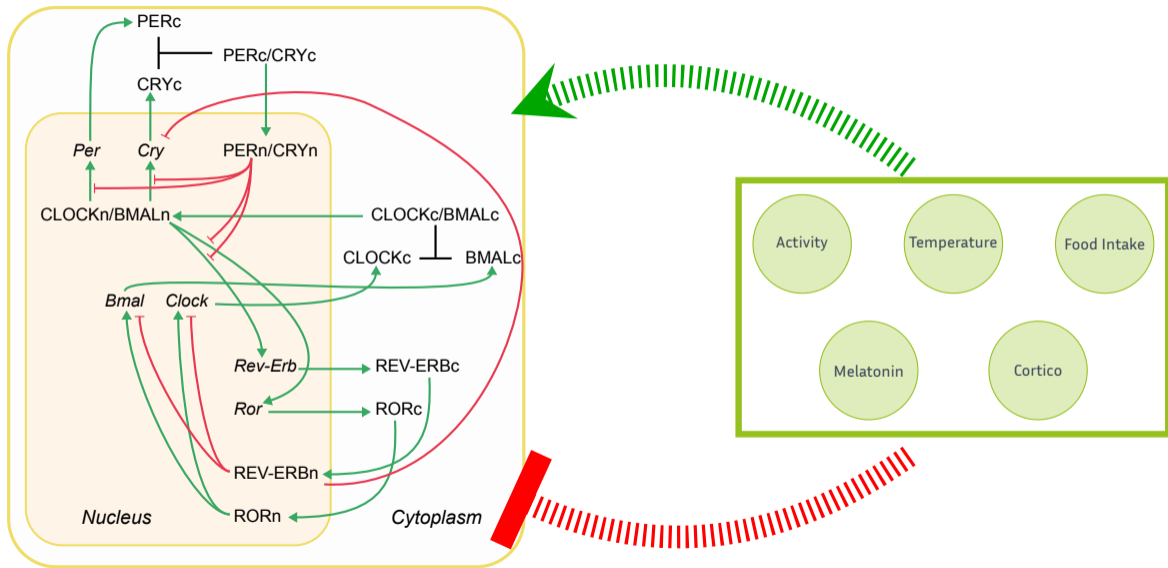 PERc
PERc/CRYc
CRYc
Per
Cry
PERn/CRYn
CLOCKn/BMALn
CLOCKc/BMALc
CLOCKc
BMALc
Bmal
Clock
Rev-Erb
REV-ERBc
Ror
RORc
REV-ERBn
RORn
Nucleus
Cytoplasm
Activity
Temperature
Food Intake
Melatonin
Cortico